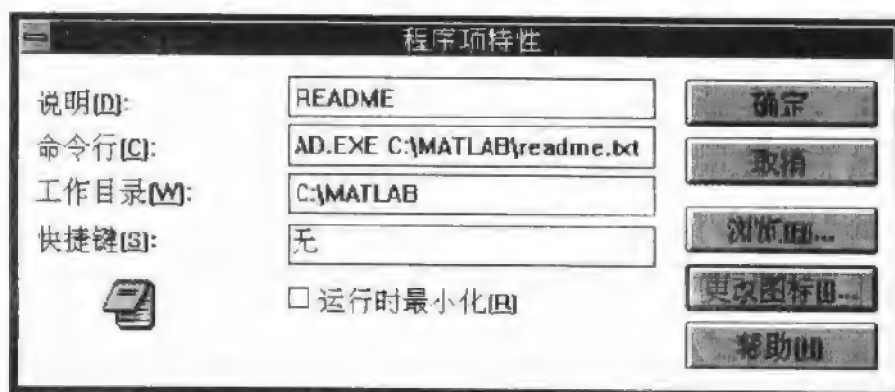 程序项特性
说明(D):
README
确定
命令行(C):
AD.EXE C:\MATLAB\readme.txt
取消
工作目录(W):
C:\MATLAB
快捷键(S):
无
浏览(B)...
□运行时最小化(R)
更改图标(I)...
帮助(H)